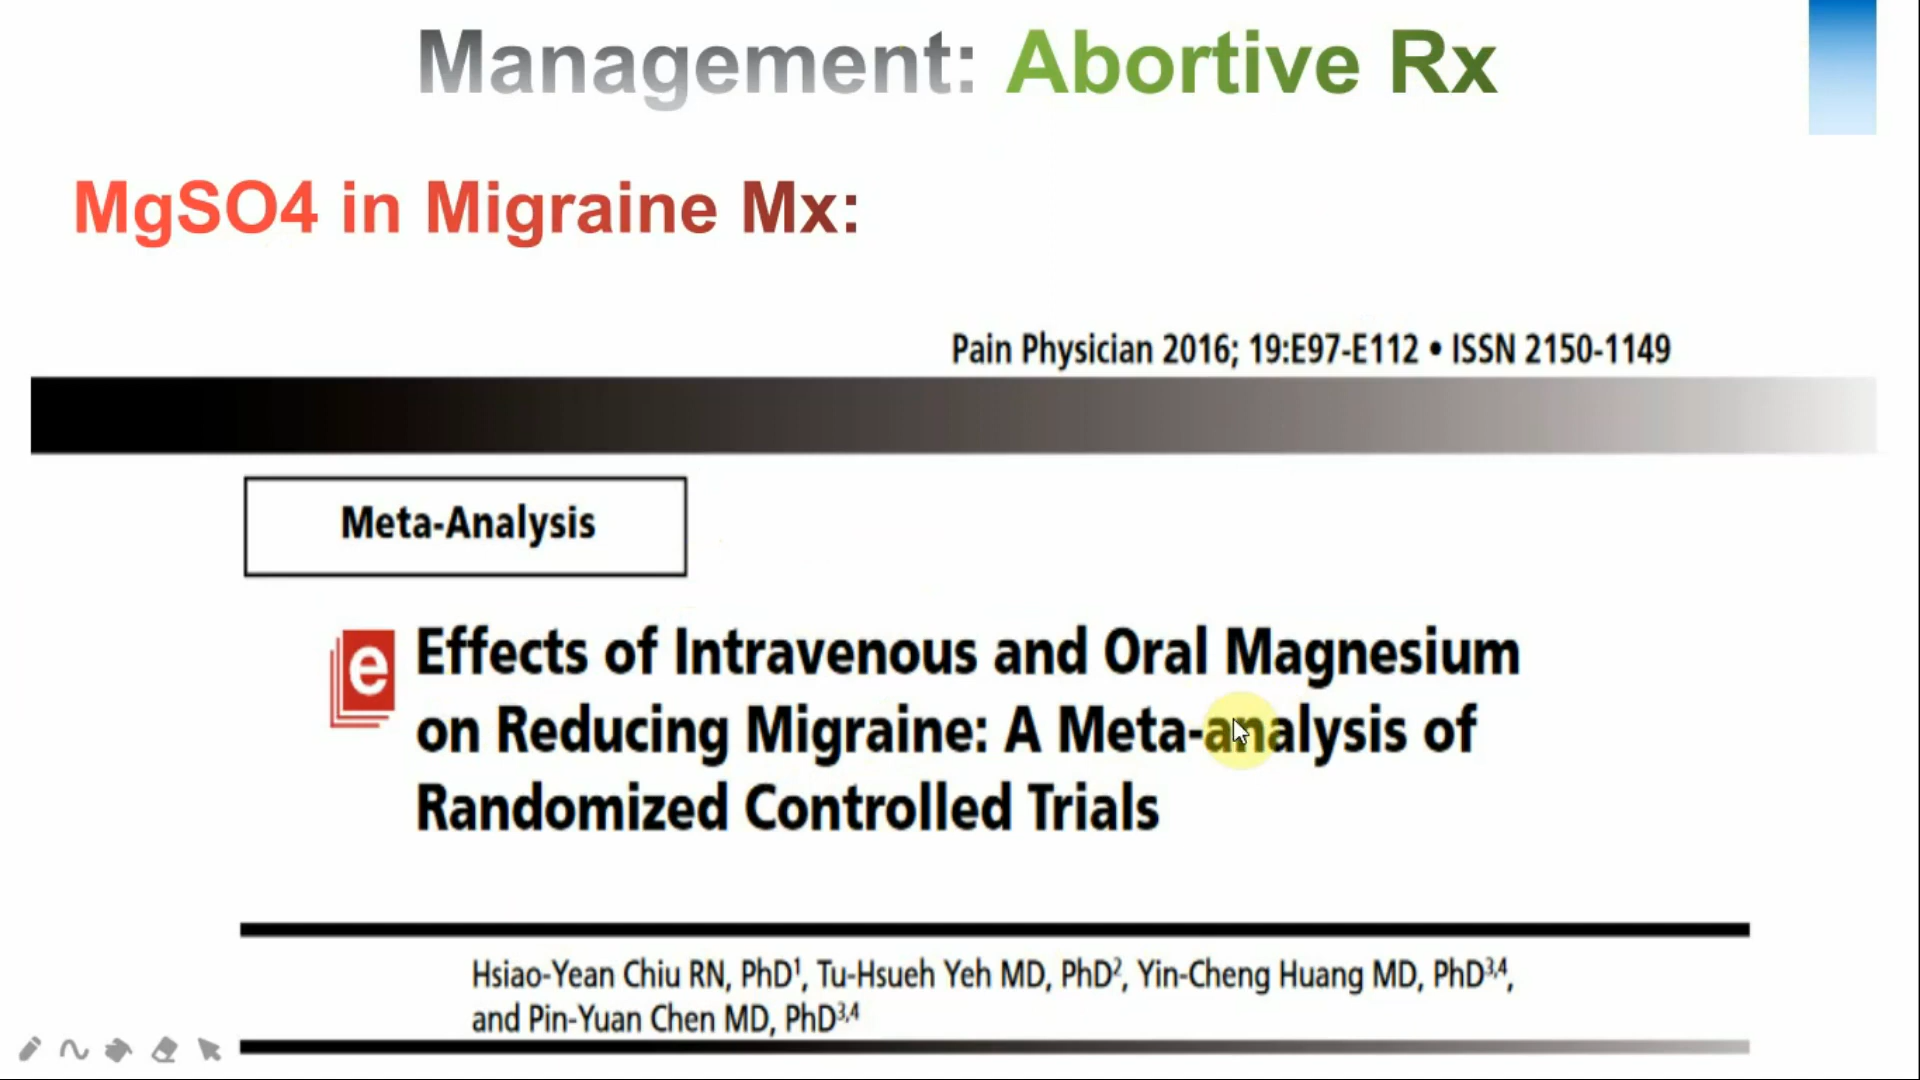 Management: Abortive Rx
MgSO4 in Migraine Mx:
Pain Physician 2016; 19:E97-E112 • ISSN 2150-1149
Meta-Analysis
e
Effects of Intravenous and Oral Magnesium
on Reducing Migraine: A Meta-analysis of
Randomized Controlled Trials
Hsiao-Yean Chiu RN, PhD¹, Tu-Hsueh Yeh MD, PhD², Yin-Cheng Huang MD, PhD³,⁴,
and Pin-Yuan Chen MD, PhD³,⁴